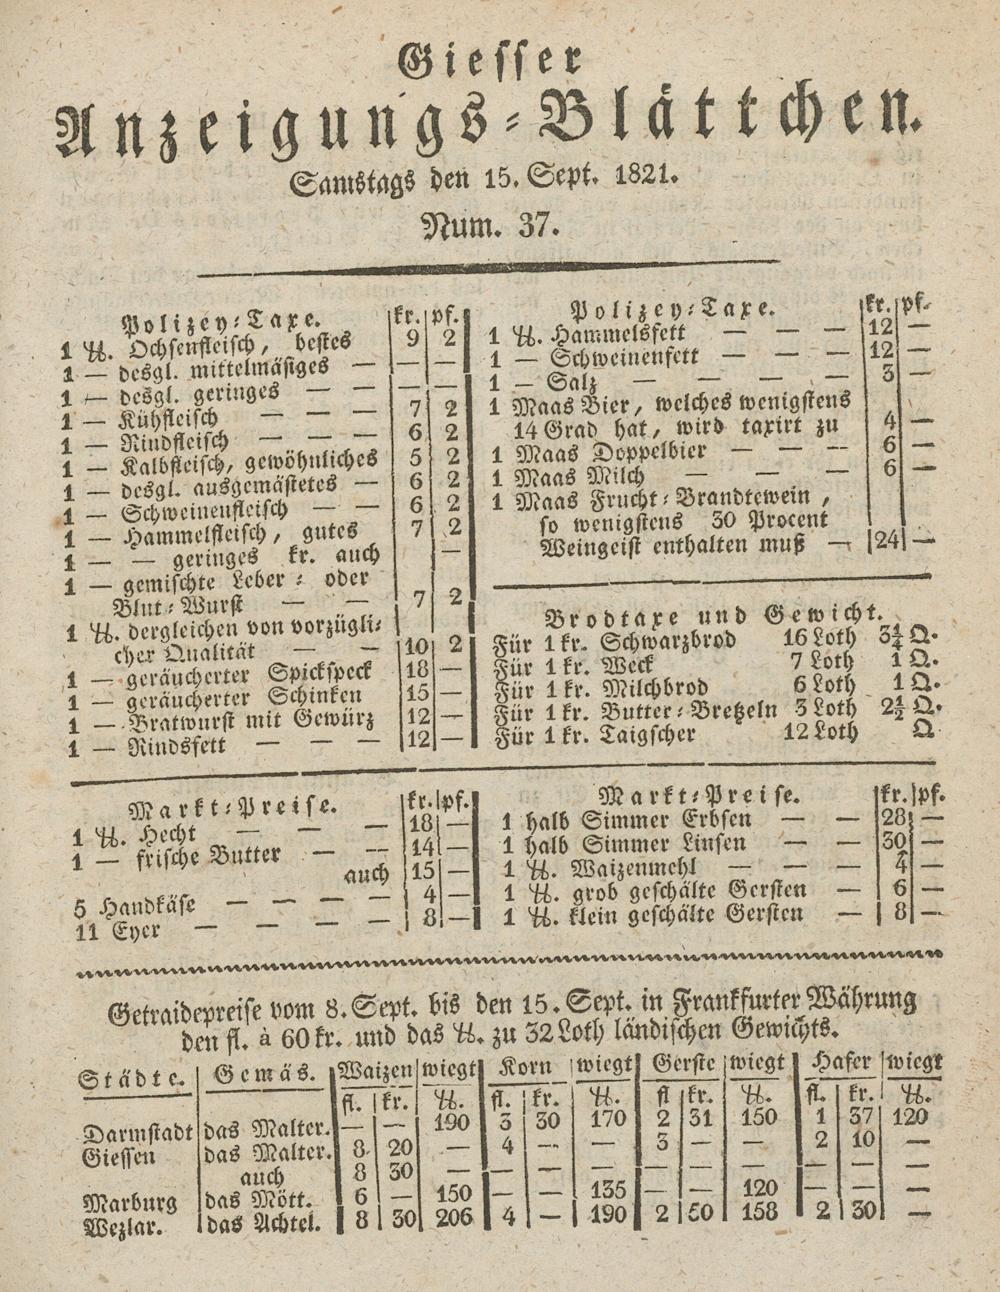 Giesser
Anzeigungs-Blättchen.
Samstags den 15. Sept. 1821.
Num. 37.
Polizey-Taxe. kr. pf.
1 ℔. Ochsenfleisch, bestes 9 2
1 — desgl. mittelmäsiges — — —
1 — desgl. geringes — — — —
1 — Kühfleisch — — — 7 2
1 — Rindfleisch — — — 6 2
1 — Kalbfleisch, gewöhnliches 5 2
1 — desgl. ausgemästetes — 6 2
1 — Schweinenfleisch — — 6 2
1 — Hammelfleisch, gutes 7 2
1 — — geringes kr. auch —
1 — gemischte Leber- oder
Blut-Wurst — — 7 2
1 ℔. dergleichen von vorzügli-
cher Qualität — — 10 2
1 — geräucherter Spickspeck 18 —
1 — geräucherter Schinken 15 —
1 — Bratwurst mit Gewürz 12 —
1 — Rindsfett — — — 12 —
Polizey-Taxe. kr. pf.
1 ℔. Hammelsfett — — — 12 —
1 — Schweinenfett — — — 12 —
1 — Salz — — — — 3 —
1 Maas Bier, welches wenigstens
14 Grad hat, wird taxirt zu 4 —
1 Maas Doppelbier — — — 6 —
1 Maas Milch — — — 6 —
1 Maas Frucht-Brandtewein,
so wenigstens 30 Procent
Weingeist enthalten muß — 24 —
Brodtaxe und Gewicht.
Für 1 kr. Schwarzbrod 16 Loth 3¼ Q.
Für 1 kr. Weck 7 Loth 1 Q.
Für 1 kr. Milchbrod 6 Loth 1 Q.
Für 1 kr. Butter-Bretzeln 3 Loth 2½ Q.
Für 1 kr. Taigscher 12 Loth Q
Markt-Preise. kr. pf.
1 ℔. Hecht — — — 18 —
1 — frische Butter — — 14 —
auch 15 —
5 Handkäse — — — — 4 —
11 Eyer — — — — 8 —
Markt-Preise. kr. pf.
1 halb Simmer Erbsen — — 28 —
1 halb Simmer Linsen — — 30 —
1 ℔. Waizenmehl — — — 4 —
1 ℔. grob geschälte Gersten — 6 —
1 ℔. klein geschälte Gersten — 8 —
Getraidepreise vom 8. Sept. bis den 15. Sept. in Frankfurter Währung
den fl. à 60 kr. und das ℔. zu 32 Loth ländischen Gewichts.
Städte. Gemäs. Waizen wiegt Korn wiegt Gerste wiegt Hafer wiegt
fl. kr. ℔. fl. kr. ℔. fl kr. ℔. fl. kr. ℔.
Darmstadt das Malter. — — 190 3 30 170 2 31 150 1 37 120
Giessen das Malter. 8 20 — 4 — — 3 — — 2 10 —
auch 8 30 — — — — — — — — — —
Marburg das Mött. 6 — 150 — — 135 — — 120 — — —
Wezlar. das Achtel. 8 30 206 4 — 190 2 50 158 2 30 —